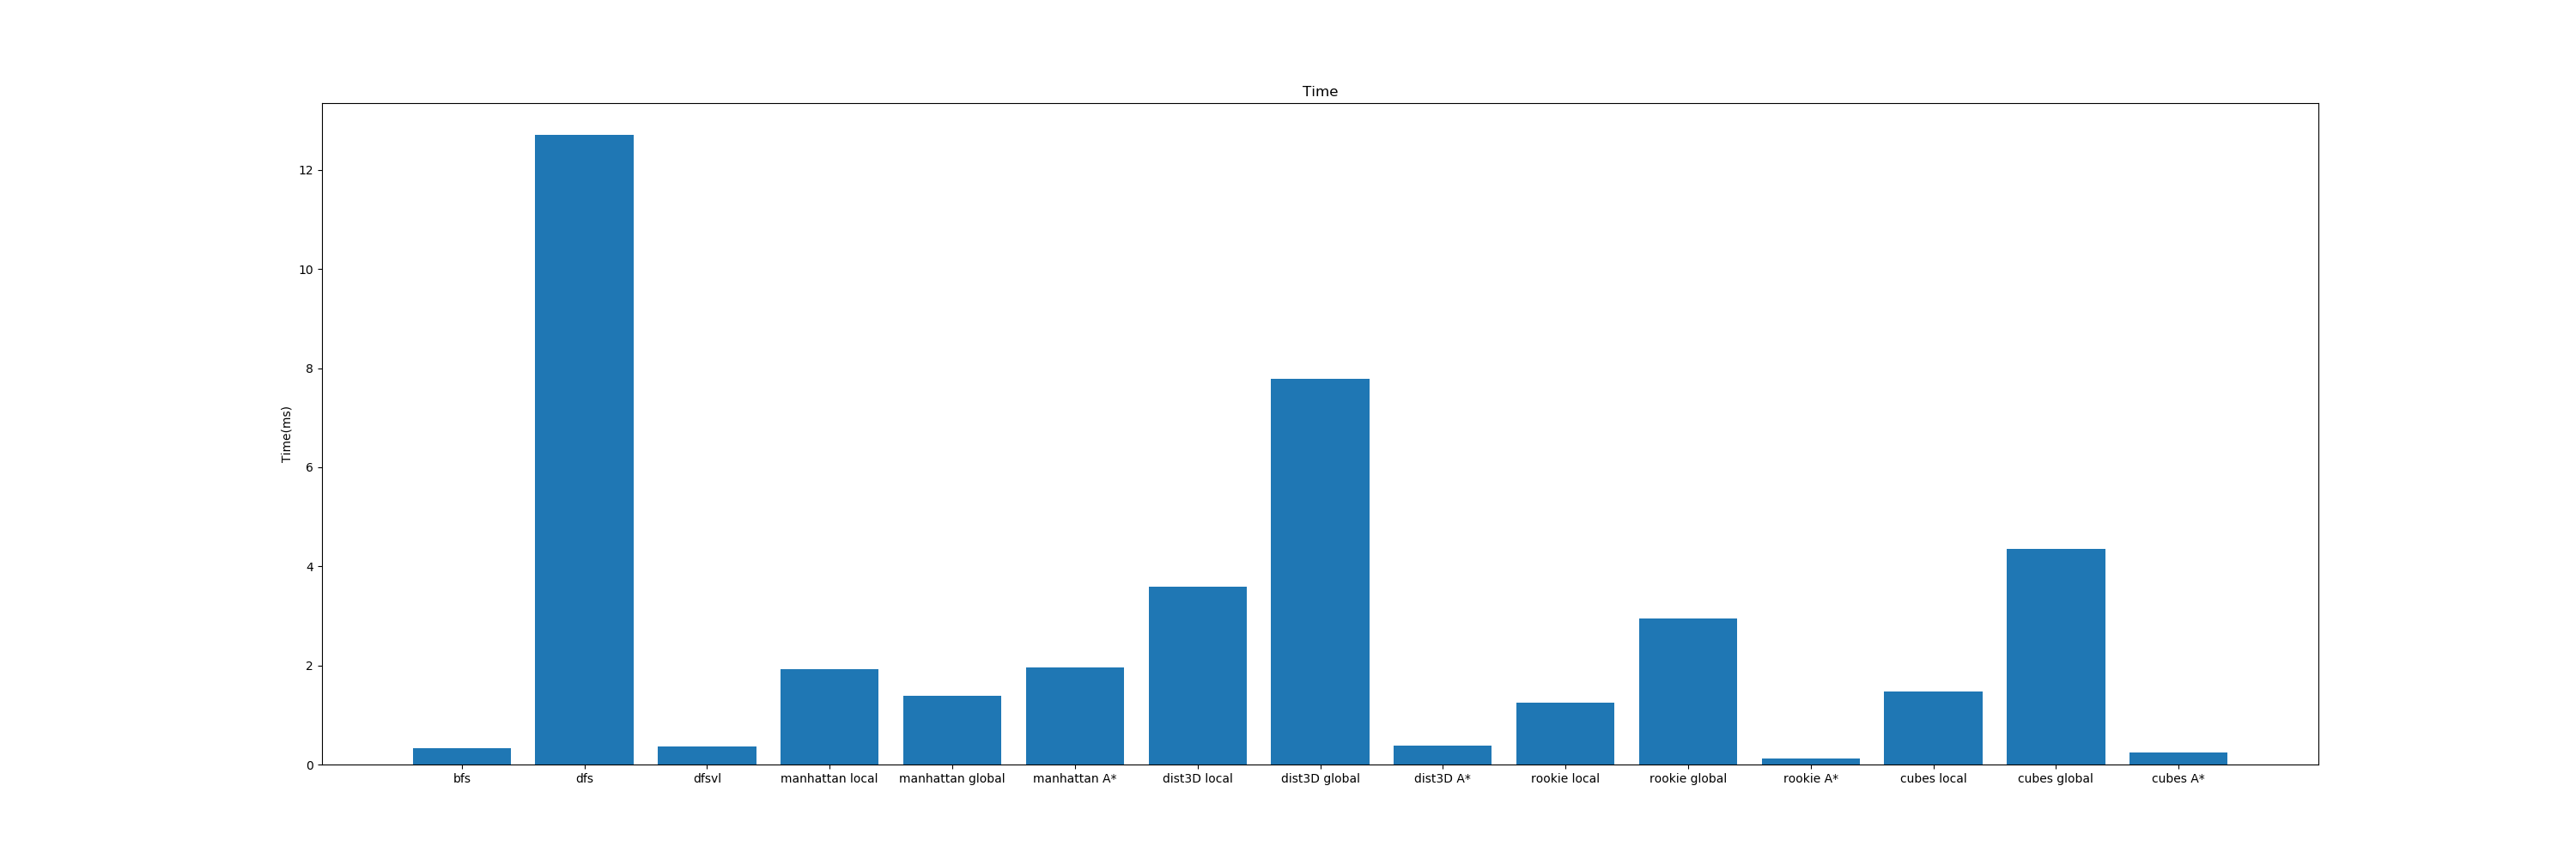 Time
Time(ms)
12
10
8
6
4
2
0
bfs dfs dfsvl manhattan local manhattan global manhattan A* dist3D local dist3D global dist3D A* rookie local rookie global rookie A* cubes local cubes global cubes A*